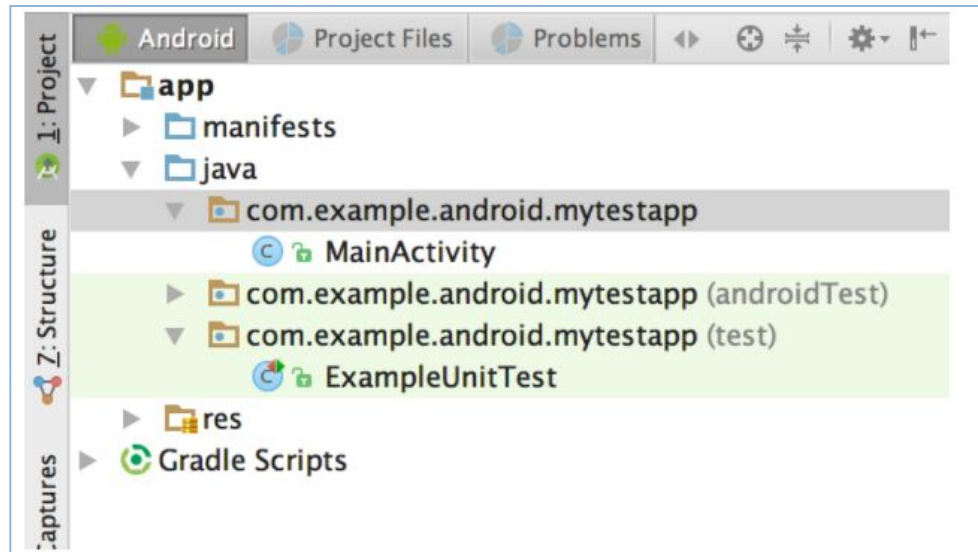 1: Project
Z: Structure
Captures
Android Project Files Problems
app
manifests
java
com.example.android.mytestapp
C MainActivity
com.example.android.mytestapp (androidTest)
com.example.android.mytestapp (test)
C ExampleUnitTest
res
Gradle Scripts